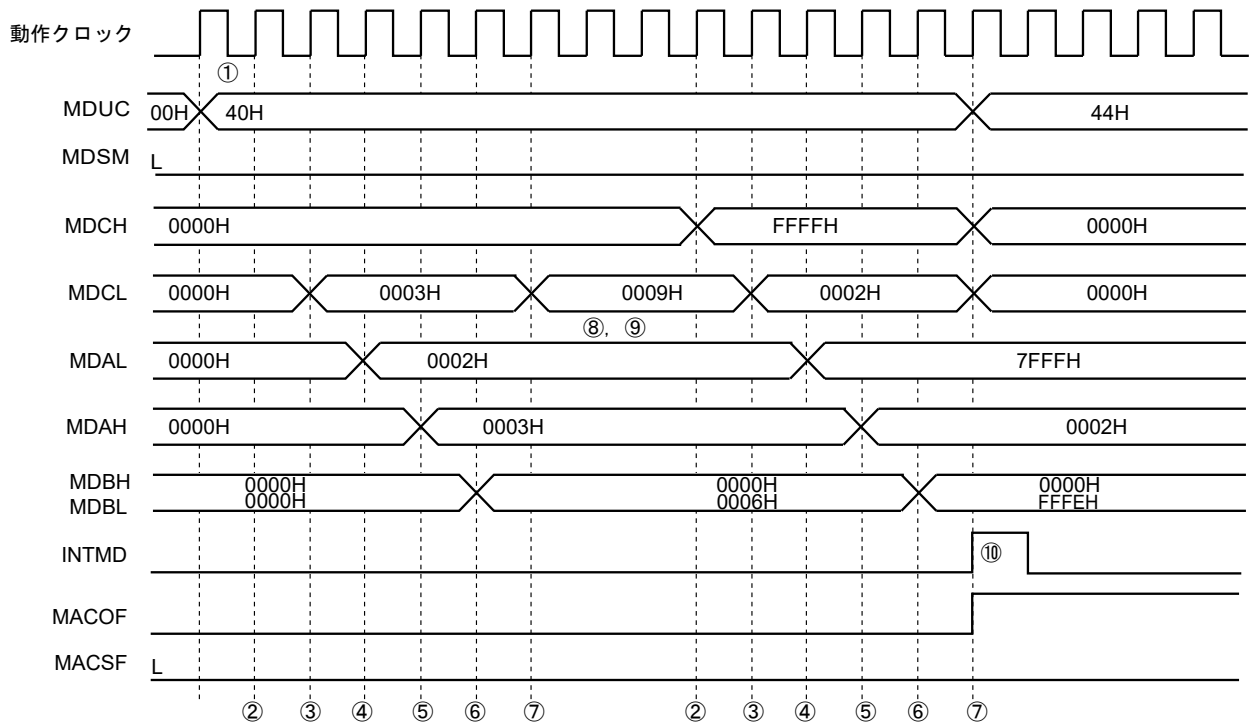 動作クロック
①
MDUC 00H 40H 44H
MDSM L
MDCH 0000H FFFFH 0000H
MDCL 0000H 0003H 0009H 0002H 0000H
⑧, ⑨
MDAL 0000H 0002H 7FFFH
MDAH 0000H 0003H 0002H
MDBH 0000H 0000H 0000H
MDBL 0000H 0006H FFFEH
INTMD ⑩
MACOF
MACSF L
② ③ ④ ⑤ ⑥ ⑦ ② ③ ④ ⑤ ⑥ ⑦